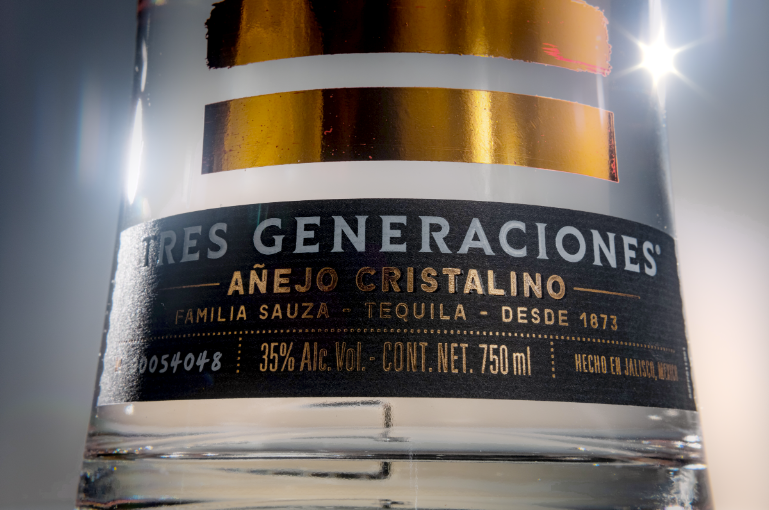 TRES GENERACIONES®
AÑEJO CRISTALINO
FAMILIA SAUZA - TEQUILA - DESDE 1873
0054048
35% Alc. Vol. - CONT. NET. 750 ml
HECHO EN JALISCO, MÉXICO